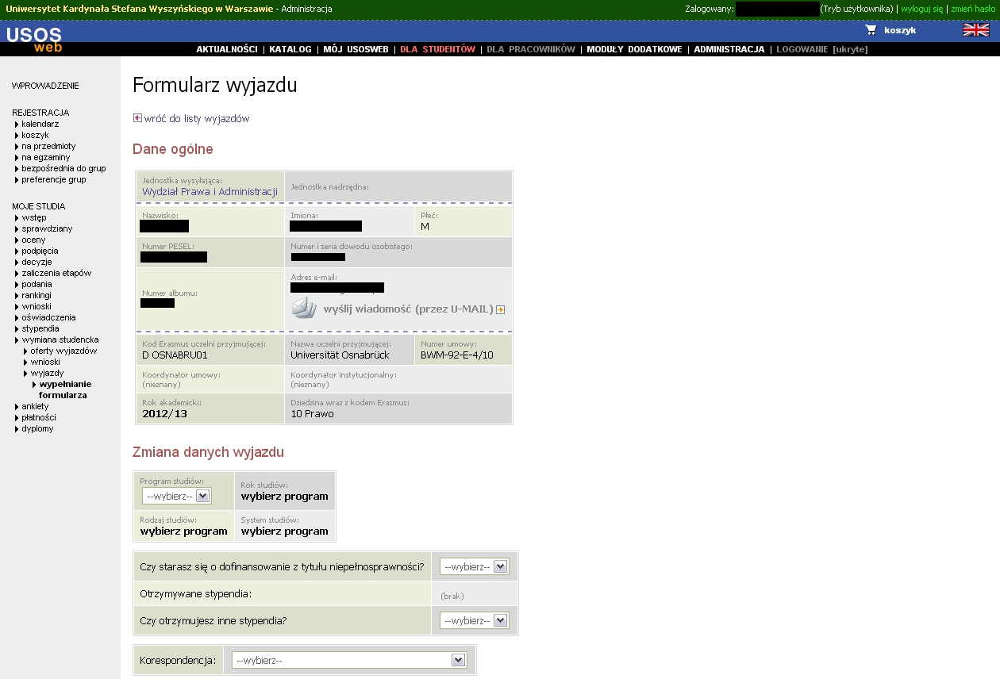 Uniwersytet Kardynała Stefana Wyszyńskiego w Warszawie - Administracja
Zalogowany: (Tryb użytkownika) | wyloguj się | zmień hasło
USOS
web
koszyk
AKTUALNOŚCI | KATALOG | MÓJ USOSWEB | DLA STUDENTÓW | DLA PRACOWNIKÓW | MODUŁY DODATKOWE | ADMINISTRACJA | LOGOWANIE [ukryte]
WPROWADZENIE
REJESTRACJA
kalendarz
koszyk
na przedmioty
na egzaminy
bezpośrednia do grup
preferencje grup
MOJE STUDIA
wstęp
sprawdziany
oceny
podpięcia
decyzje
zaliczenia etapów
podania
rankingi
wnioski
oświadczenia
stypendia
wymiana studencka
oferty wyjazdów
wnioski
wyjazdy
wypełnianie
formularza
ankiety
płatności
dyplomy
Formularz wyjazdu
wróć do listy wyjazdów
Dane ogólne
Jednostka wysyłająca:
Wydział Prawa i Administracji
Jednostka nadrzędna:
Nazwisko:
Imiona:
Płeć:
M
Numer PESEL:
Numer i seria dowodu osobistego:
Numer albumu:
Adres e-mail:
wyślij wiadomość (przez U-MAIL)
Kod Erasmus uczelni przyjmującej:
D OSNABRU01
Nazwa uczelni przyjmującej:
Universität Osnabrück
Numer umowy:
BWM-92-E-4/10
Koordynator umowy:
(nieznany)
Koordynator instytucjonalny:
(nieznany)
Rok akademicki:
2012/13
Dziedzina wraz z kodem Erasmus:
10 Prawo
Zmiana danych wyjazdu
Program studiów:
--wybierz--
Rok studiów:
wybierz program
Rodzaj studiów:
wybierz program
System studiów:
wybierz program
Czy starasz się o dofinansowanie z tytułu niepełnosprawności?
--wybierz--
Otrzymywane stypendia:
(brak)
Czy otrzymujesz inne stypendia?
--wybierz--
Korespondencja:
--wybierz--